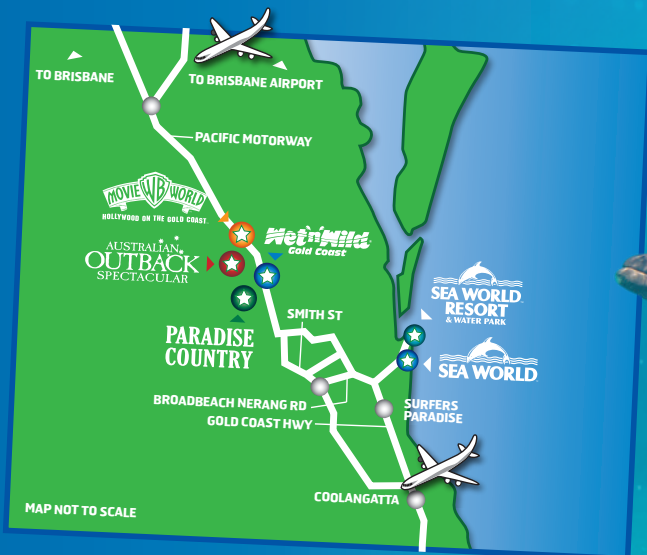 TO BRISBANE
TO BRISBANE AIRPORT
PACIFIC MOTORWAY
MOVIE WB WORLD
HOLLYWOOD ON THE GOLD COAST
Wet'n'Wild
Gold Coast
AUSTRALIAN
OUTBACK
SPECTACULAR
PARADISE
COUNTRY
SMITH ST
SEA WORLD
RESORT
& WATER PARK
SEA WORLD
BROADBEACH NERANG RD
GOLD COAST HWY
SURFERS
PARADISE
COOLANGATTA
MAP NOT TO SCALE